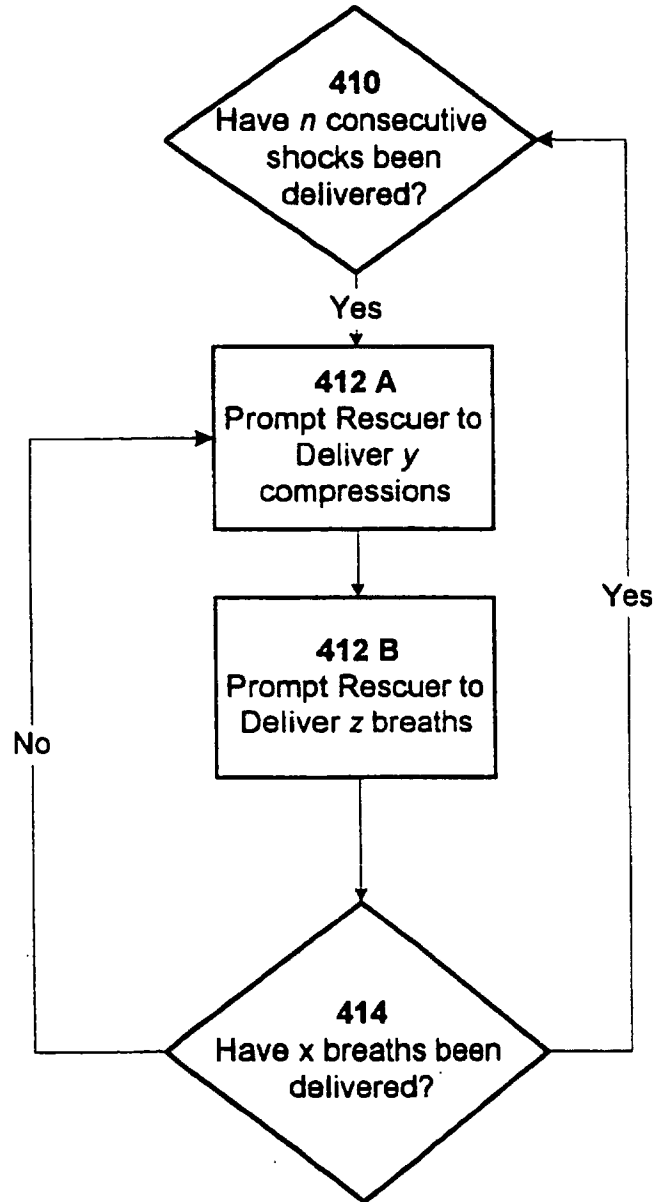 410
Have n consecutive
shocks been
delivered?
Yes
412 A
Prompt Rescuer to
Deliver y
compressions
412 B
Prompt Rescuer to
Deliver z breaths
No
Yes
414
Have x breaths been
delivered?